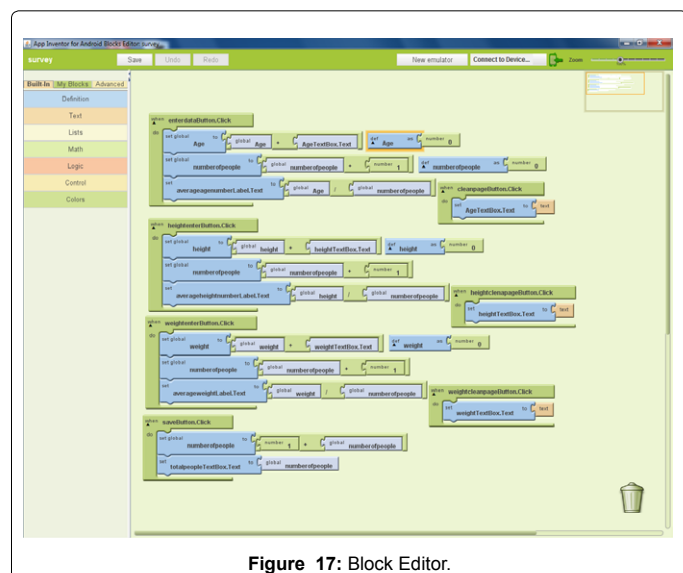 App Inventor for Android Blocks Editor: survey
survey Save Undo Redo New emulator Connect to Device... Zoom
Built-In My Blocks Advanced
Definition
Text
Lists
Math
Logic
Control
Colors
when enterdataButton.Click
do set global Age to global Age + AgeTextBox.Text
def Age as number 0
set global numberofpeople to global numberofpeople + number 1
def numberofpeople as number 0
set averageagenumberLabel.Text to global Age / global numberofpeople
when cleanpageButton.Click
do set AgeTextBox.Text to text
when heightenterButton.Click
do set global height to global height + heightTextBox.Text
def height as number 0
set global numberofpeople to global numberofpeople + number 1
set averageheightnumberLabel.Text to global height / global numberofpeople
when heightclenapageButton.Click
do set heightTextBox.Text to text
when weightenterButton.Click
do set global weight to global weight + weightTextBox.Text
def weight as number 0
set global numberofpeople to global numberofpeople + number 1
set averageweightLabel.Text to global weight / global numberofpeople
when weightcleanpageButton.Click
do set weightTextBox.Text to text
when saveButton.Click
do set global numberofpeople to number 1 + global numberofpeople
set totalpeopleTextBox.Text to global numberofpeople
Figure 17: Block Editor.